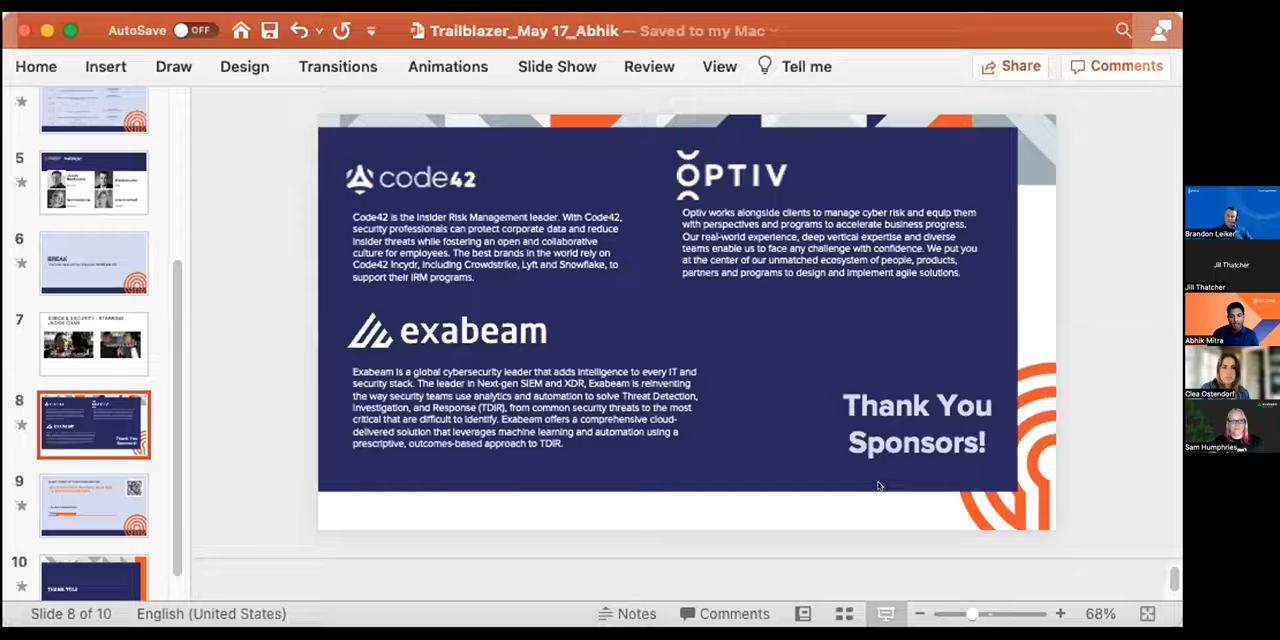 AutoSave OFF
Trailblazer_May 17_Abhik — Saved to my Mac
Home Insert Draw Design Transitions Animations Slide Show Review View Tell me Share Comments
5
6
BREAK
7
8
Thank You
Sponsors!
9
10
THANK YOU!
code42
Code42 is the Insider Risk Management leader. With Code42,
security professionals can protect corporate data and reduce
insider threats while fostering an open and collaborative
culture for employees. The best brands in the world rely on
Code42 Incydr, including Crowdstrike, Lyft and Snowflake, to
support their IRM programs.
OPTIV
Optiv works alongside clients to manage cyber risk and equip them
with perspectives and programs to accelerate business progress.
Our real-world experience, deep vertical expertise and diverse
teams enable us to face any challenge with confidence. We put you
at the center of our unmatched ecosystem of people, products,
partners and programs to design and implement agile solutions.
exabeam
Exabeam is a global cybersecurity leader that adds intelligence to every IT and
security stack. The leader in Next-gen SIEM and XDR, Exabeam is reinventing
the way security teams use analytics and automation to solve Threat Detection,
Investigation, and Response (TDIR), from common security threats to the most
critical that are difficult to identify. Exabeam offers a comprehensive cloud-
delivered solution that leverages machine learning and automation using a
prescriptive, outcomes-based approach to TDIR.
Thank You
Sponsors!
Brandon Leiker
Jill Thatcher
Jill Thatcher
Abhik Mitra
Clea Ostendorf
Sam Humphries
Slide 8 of 10 English (United States) Notes Comments 68%